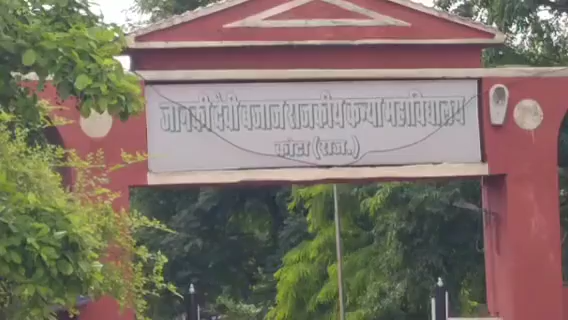 जानकी देवी बजाज राजकीय कन्या महाविद्यालय
कोटा (राज.)